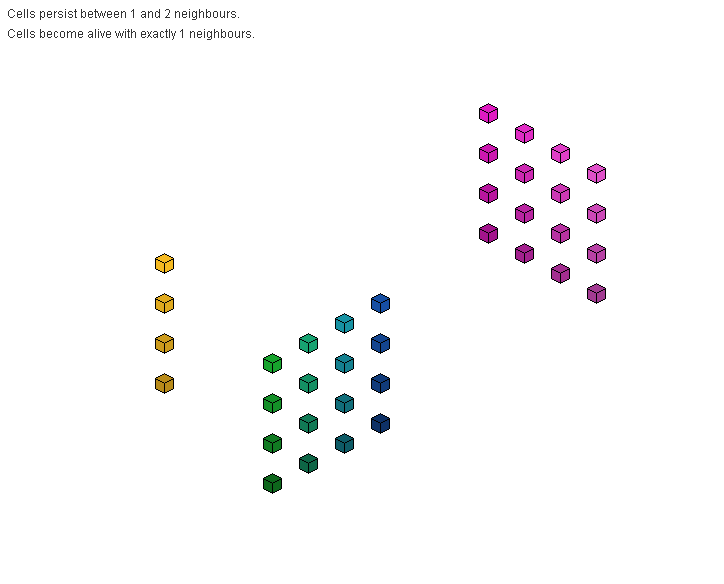 Cells persist between 1 and 2 neighbours.
Cells become alive with exactly 1 neighbours.